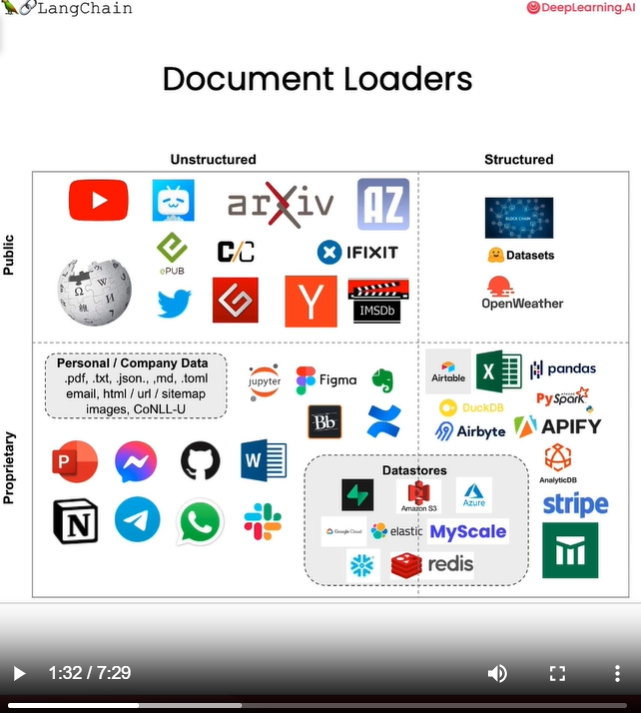 LangChain
DeepLearning.AI
Document Loaders
Unstructured
Structured
Public
arXiv
AZ
BLOCK CHAIN
ePUB
C/C
IFIXIT
Datasets
Ω W И 維
Y
IMSDb
OpenWeather
Proprietary
Personal / Company Data
.pdf, .txt, .json., ,md, .toml
email, html / url / sitemap
images, CoNLL-U
jupyter
Figma
Airtable
X
pandas
Bb
DuckDB
PySpark
Airbyte
APIFY
P
W
Datastores
AnalyticDB
N
Amazon S3
Azure
stripe
Google Cloud
elastic
MyScale
redis
1:32 / 7:29